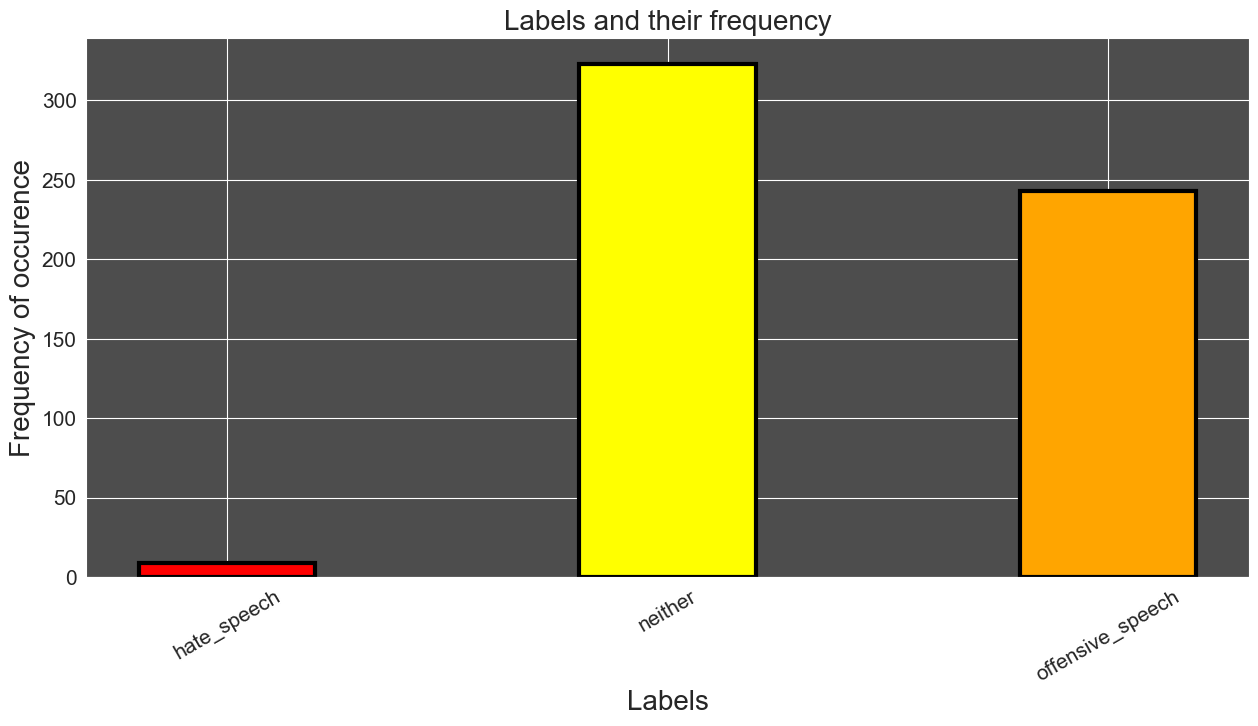 Labels and their frequency
Frequency of occurence
300
250
200
150
100
50
0
hate_speech
neither
offensive_speech
Labels